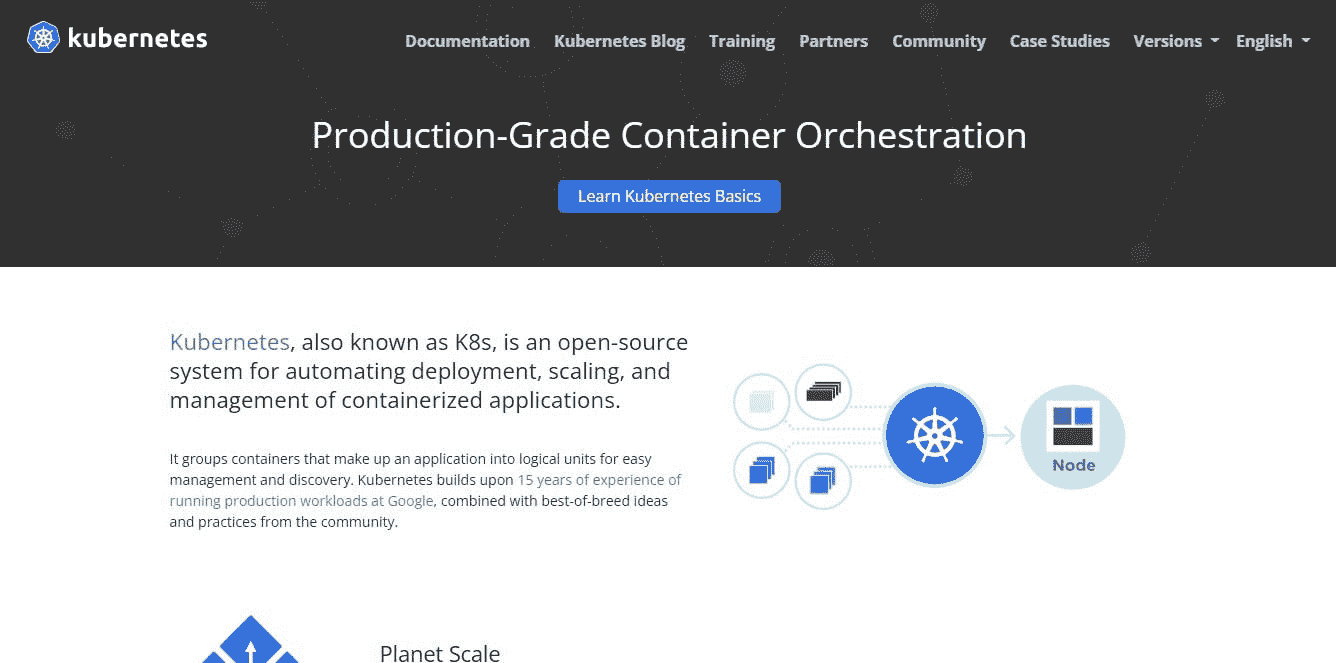 kubernetes
Documentation Kubernetes Blog Training Partners Community Case Studies Versions English
Production-Grade Container Orchestration
Learn Kubernetes Basics
Kubernetes, also known as K8s, is an open-source
system for automating deployment, scaling, and
management of containerized applications.
It groups containers that make up an application into logical units for easy
management and discovery. Kubernetes builds upon 15 years of experience of
running production workloads at Google, combined with best-of-breed ideas
and practices from the community.
Node
Planet Scale